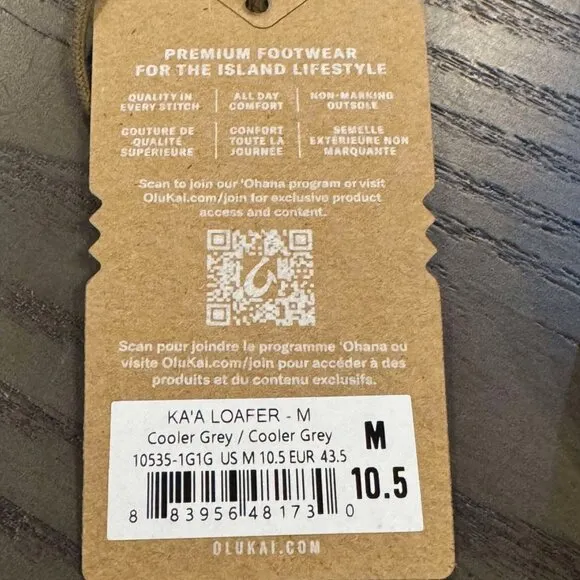 PREMIUM FOOTWEAR
FOR THE ISLAND LIFESTYLE
QUALITY IN
EVERY STITCH
ALL DAY
COMFORT
NON-MARKING
OUTSOLE
COUTURE DE
QUALITÉ
SUPÉRIEURE
CONFORT
TOUTE LA
JOURNÉE
SEMELLE
EXTÉRIEURE NON
MARQUANTE
Scan to join our 'Ohana program or visit
OluKai.com/join for exclusive product
access and content.
Scan pour joindre le programme 'Ohana ou
visite OluKai.com/join pour accéder à des
produits et du contenu exclusifs.
KA'A LOAFER - M
Cooler Grey / Cooler Grey
10535-1G1G US M 10.5 EUR 43.5
M
10.5
8 83956 48173 0
OLUKAI.COM